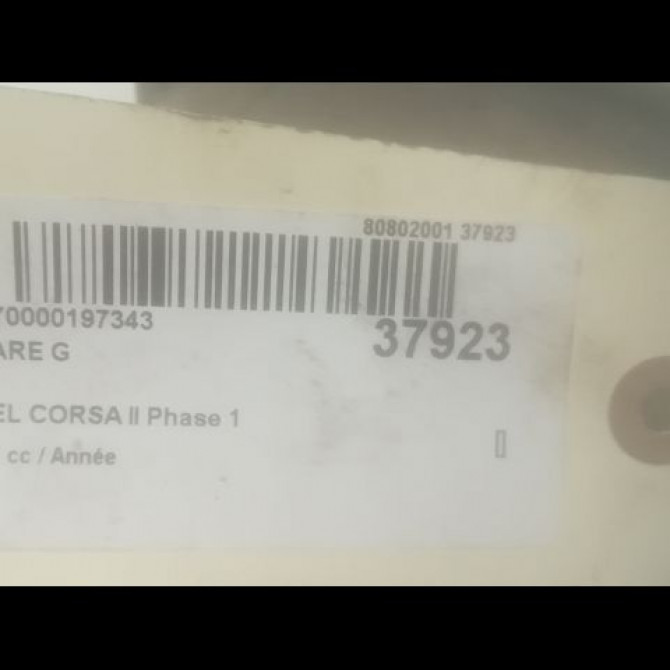 80802001 37923
70000197343
37923
ARE G
EL CORSA II Phase 1
cc / Année